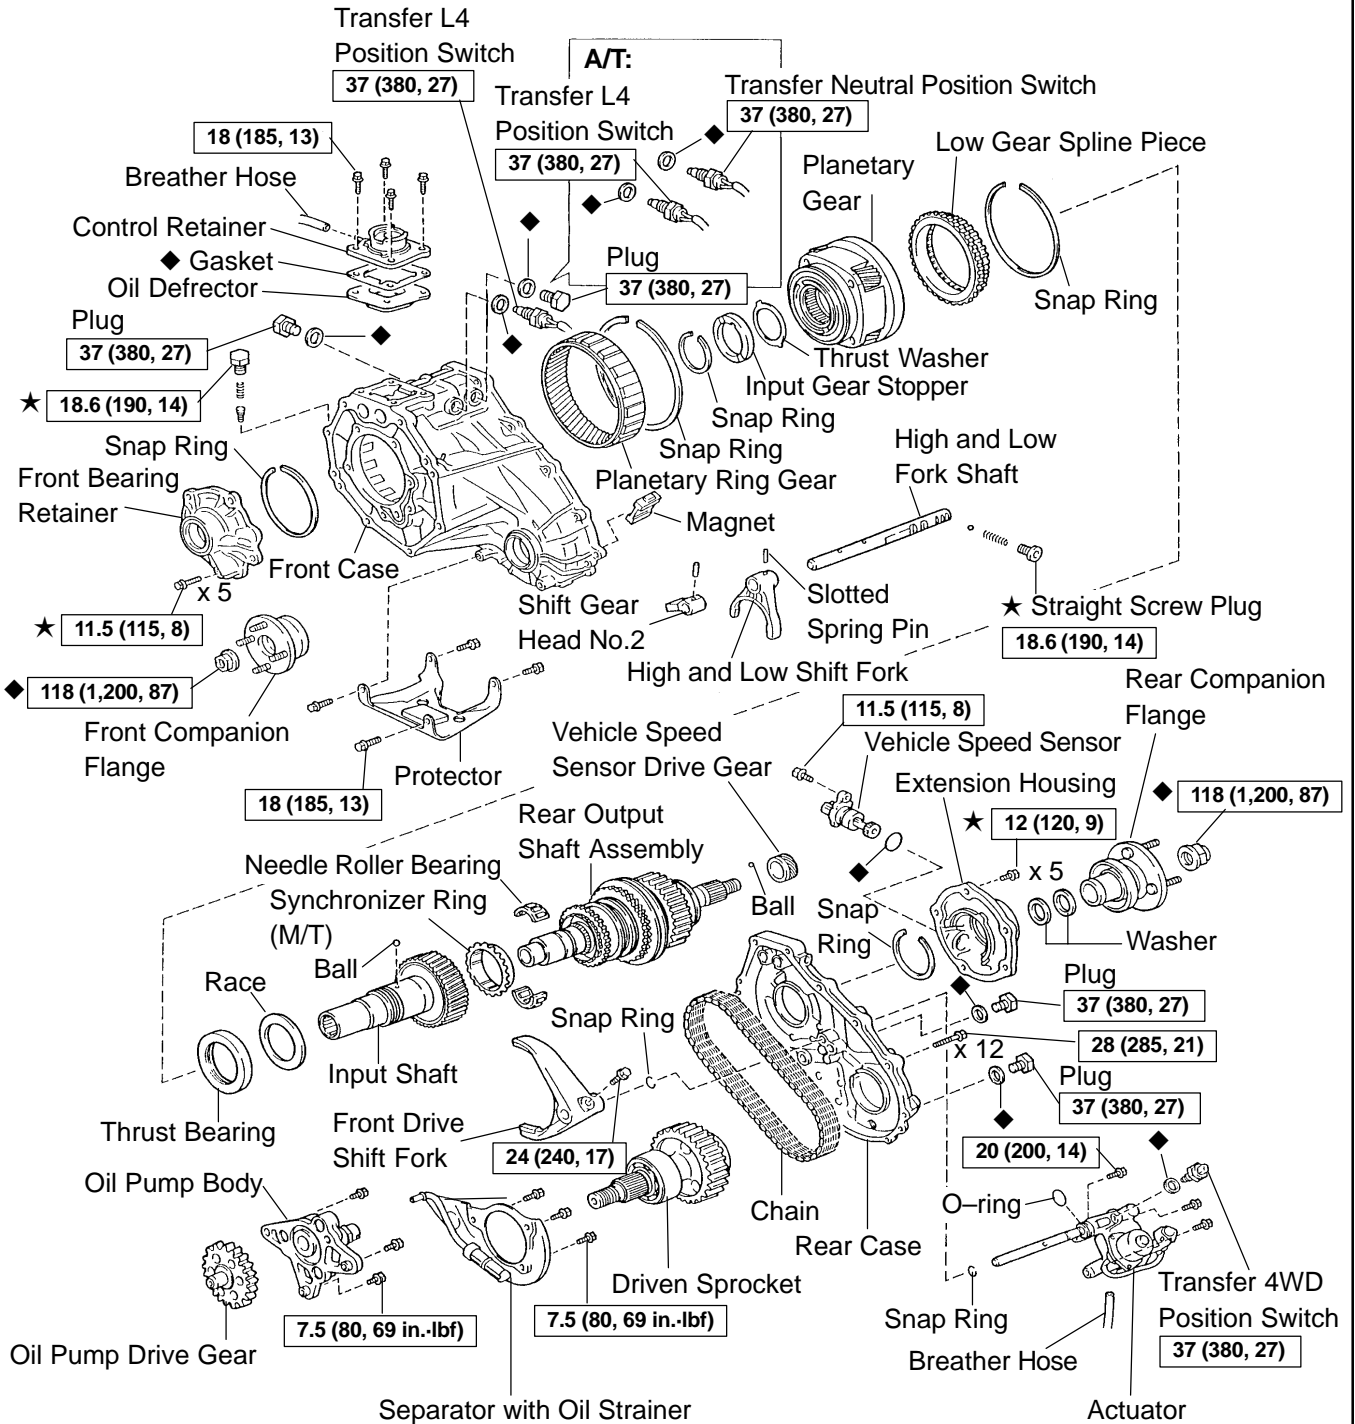 Transfer L4
Position Switch
37 (380, 27)
A/T:
Transfer L4
Position Switch
37 (380, 27)
Transfer Neutral Position Switch
37 (380, 27)
Low Gear Spline Piece
Planetary
Gear
Snap Ring
18 (185, 13)
Breather Hose
Control Retainer
◆ Gasket
Oil Defrector
Plug
37 (380, 27)
◆
◆
◆
◆
◆
Plug
37 (380, 27)
★ 18.6 (190, 14)
Thrust Washer
Input Gear Stopper
Snap Ring
Snap Ring
Planetary Ring Gear
Snap Ring
Front Bearing
Retainer
High and Low
Fork Shaft
Magnet
Front Case
x 5
★ 11.5 (115, 8)
Shift Gear
Head No.2
Slotted
Spring Pin
★ Straight Screw Plug
18.6 (190, 14)
High and Low Shift Fork
◆ 118 (1,200, 87)
Front Companion
Flange
Protector
18 (185, 13)
Vehicle Speed
Sensor Drive Gear
11.5 (115, 8)
Vehicle Speed Sensor
Rear Companion
Flange
Extension Housing
◆ 118 (1,200, 87)
★ 12 (120, 9)
x 5
Rear Output
Shaft Assembly
Needle Roller Bearing
Synchronizer Ring
(M/T)
Ball
Ball
◆
Snap
Ring
Washer
Race
Input Shaft
Thrust Bearing
Snap Ring
◆
Plug
37 (380, 27)
x 12
28 (285, 21)
Plug
37 (380, 27)
◆
Front Drive
Shift Fork
24 (240, 17)
20 (200, 14)
◆
Oil Pump Body
Chain
Rear Case
O–ring
Driven Sprocket
7.5 (80, 69 in.·lbf)
7.5 (80, 69 in.·lbf)
Transfer 4WD
Position Switch
37 (380, 27)
Snap Ring
Breather Hose
Oil Pump Drive Gear
Separator with Oil Strainer
Actuator